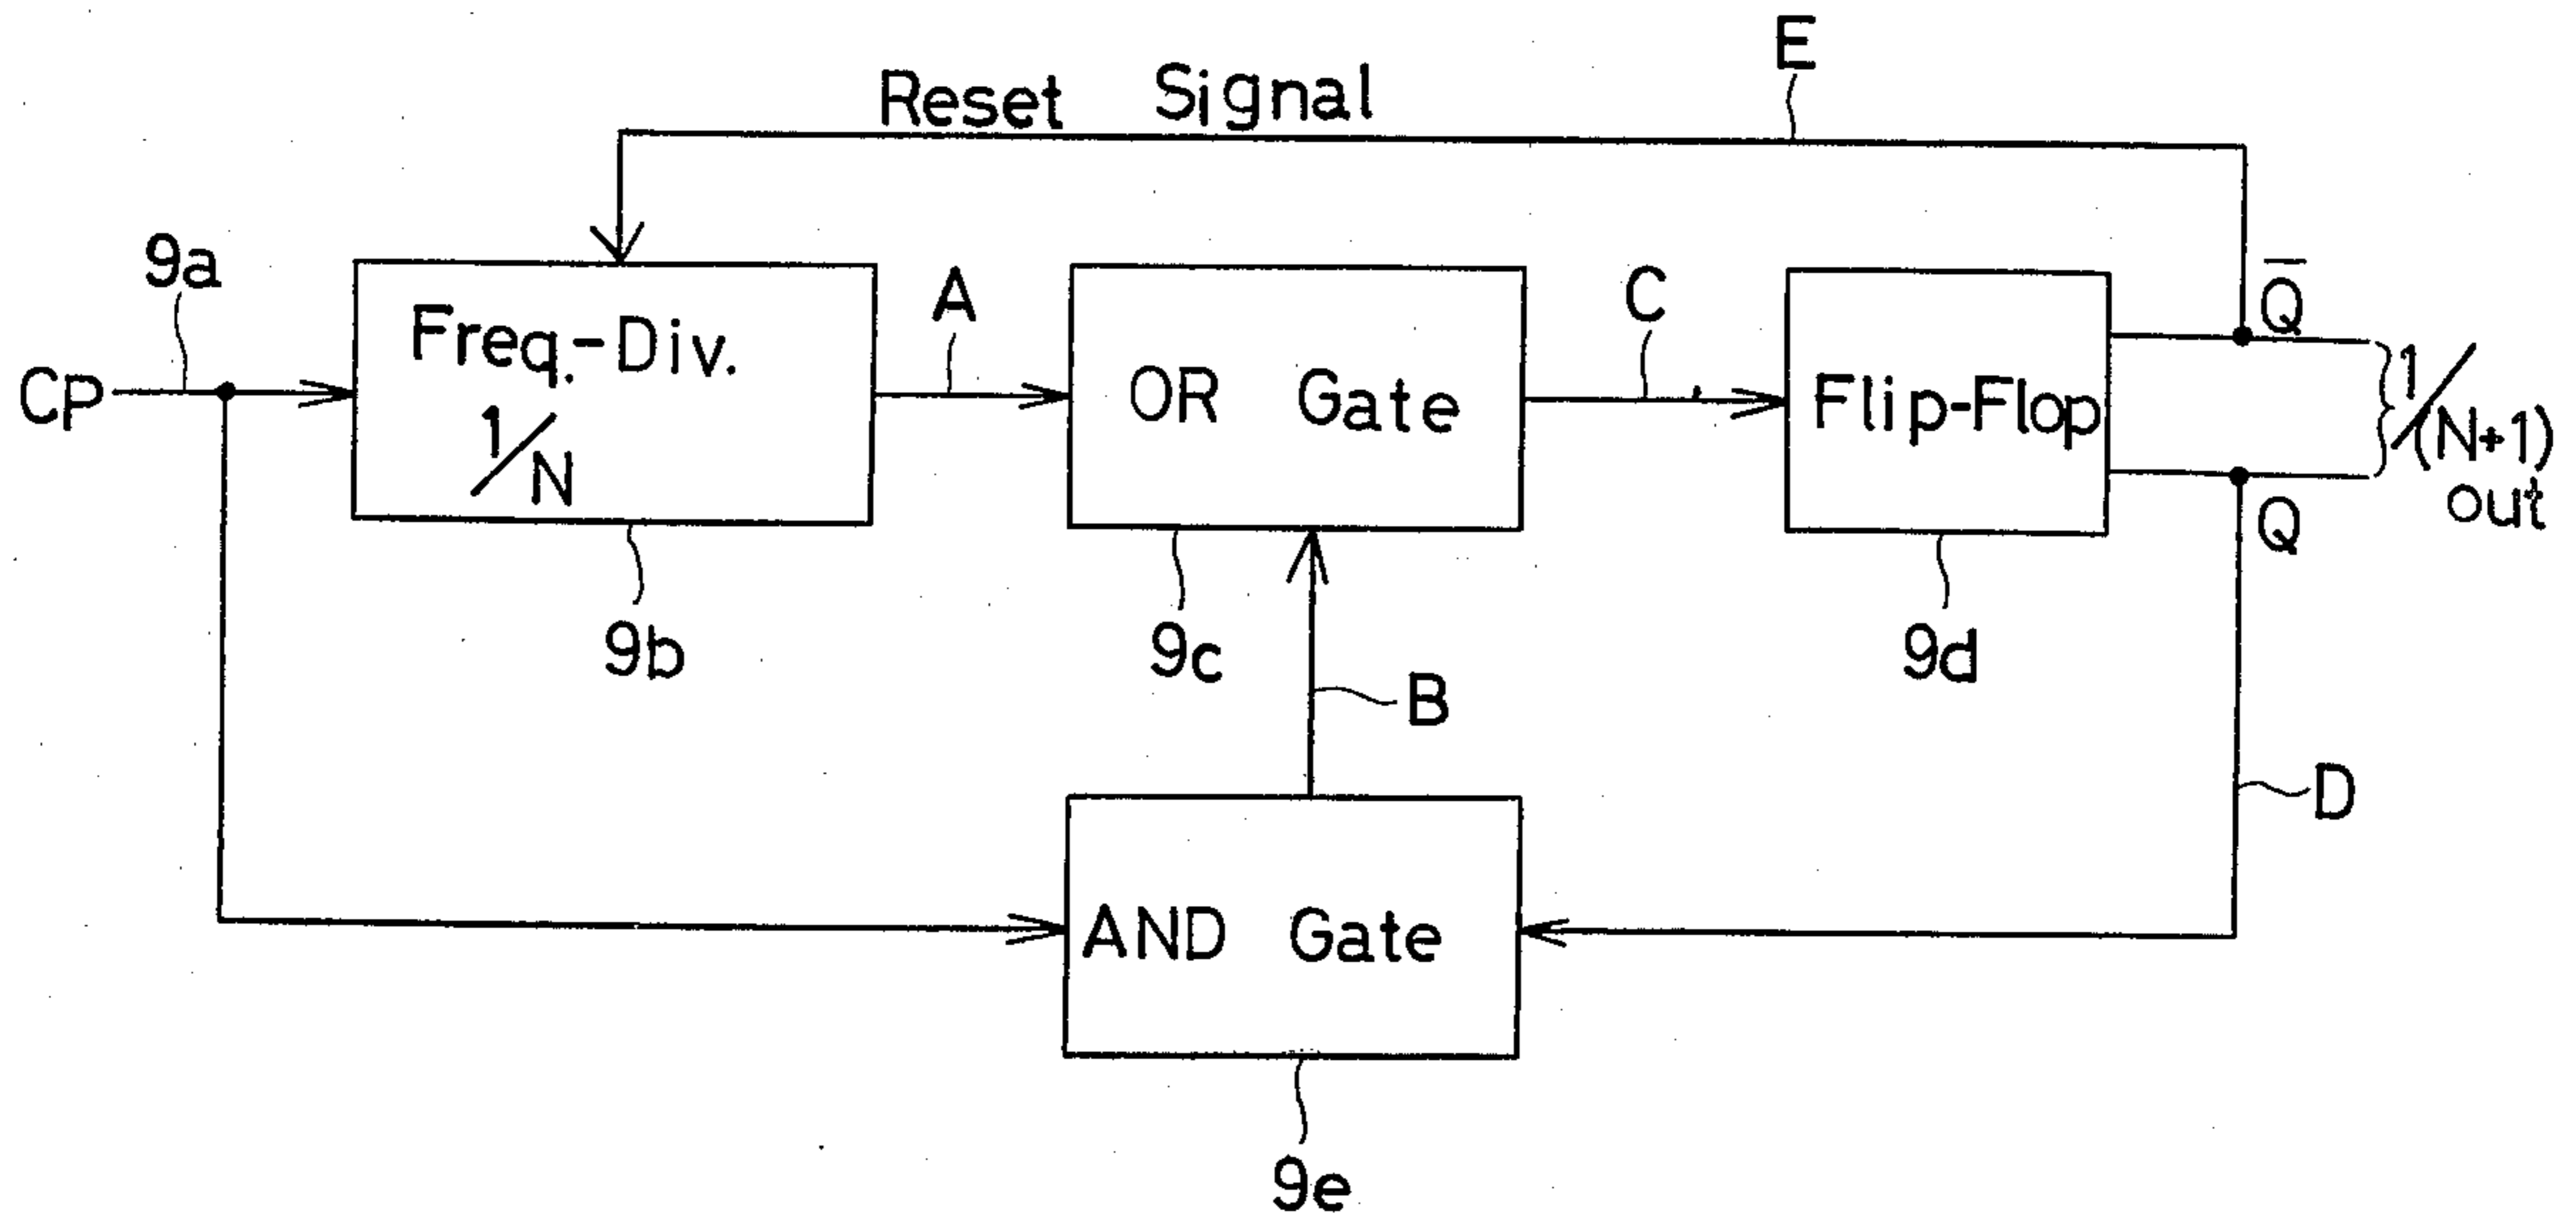 E
Reset Signal
9a
CP
Freq.-Div.
1/N
A
OR Gate
C
Flip-Flop
Q̅
Q
1/(N+1)
out
9b
9c
9d
B
D
AND Gate
9e